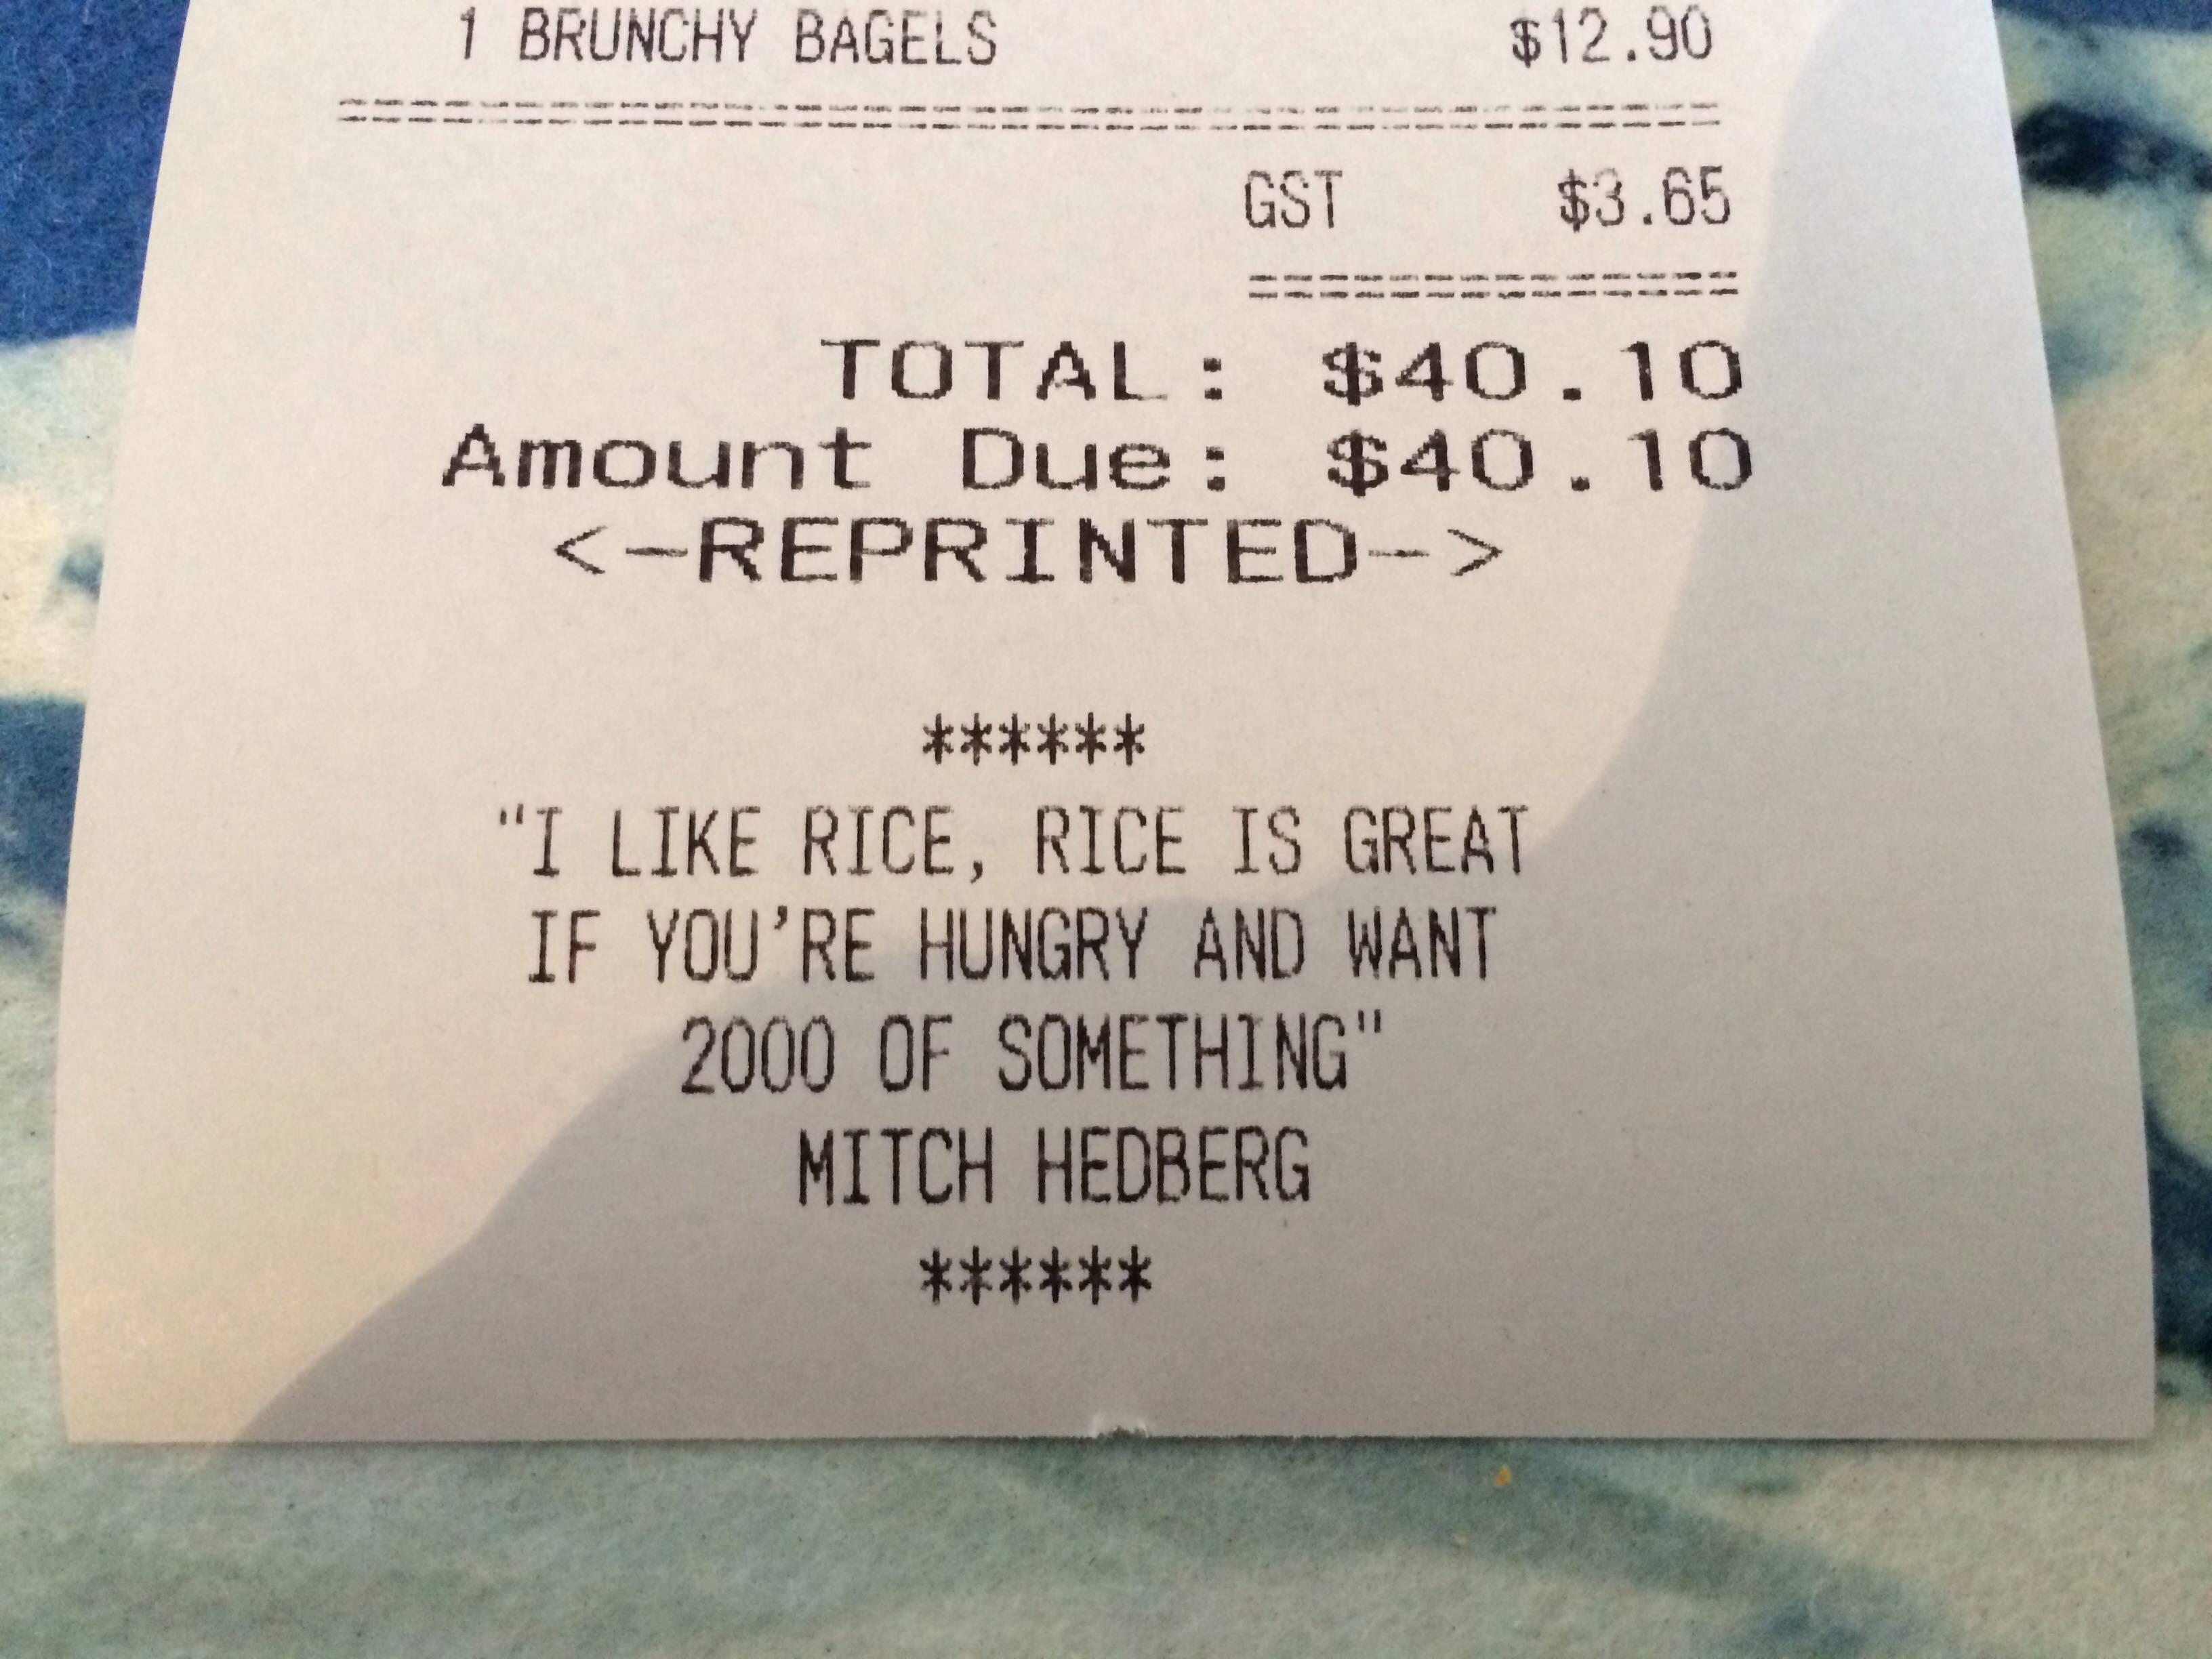 1 BRUNCHY BAGELS $12.90
================================
GST $3.65
============
TOTAL: $40.10
Amount Due: $40.10
<-REPRINTED->
******
"I LIKE RICE, RICE IS GREAT
IF YOU'RE HUNGRY AND WANT
2000 OF SOMETHING"
MITCH HEDBERG
******